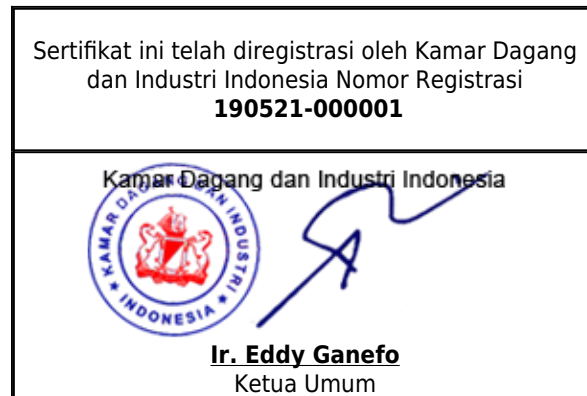 Sertifikat ini telah diregistrasi oleh Kamar Dagang
dan Industri Indonesia Nomor Registrasi
190521-000001
Kamar Dagang dan Industri Indonesia
KAMAR DAGANG DAN INDUSTRI
INDONESIA
Ir. Eddy Ganefo
Ketua Umum